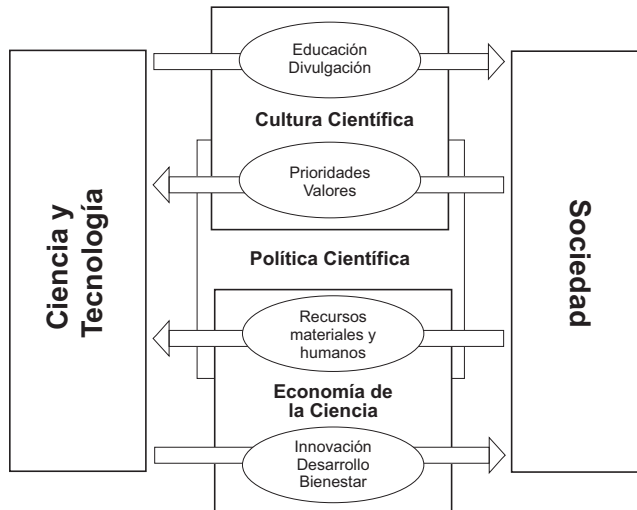 Educación
Divulgación
Cultura Científica
Prioridades
Valores
Ciencia y
Tecnología
Sociedad
Política Científica
Recursos
materiales y
humanos
Economía de
la Ciencia
Innovación
Desarrollo
Bienestar